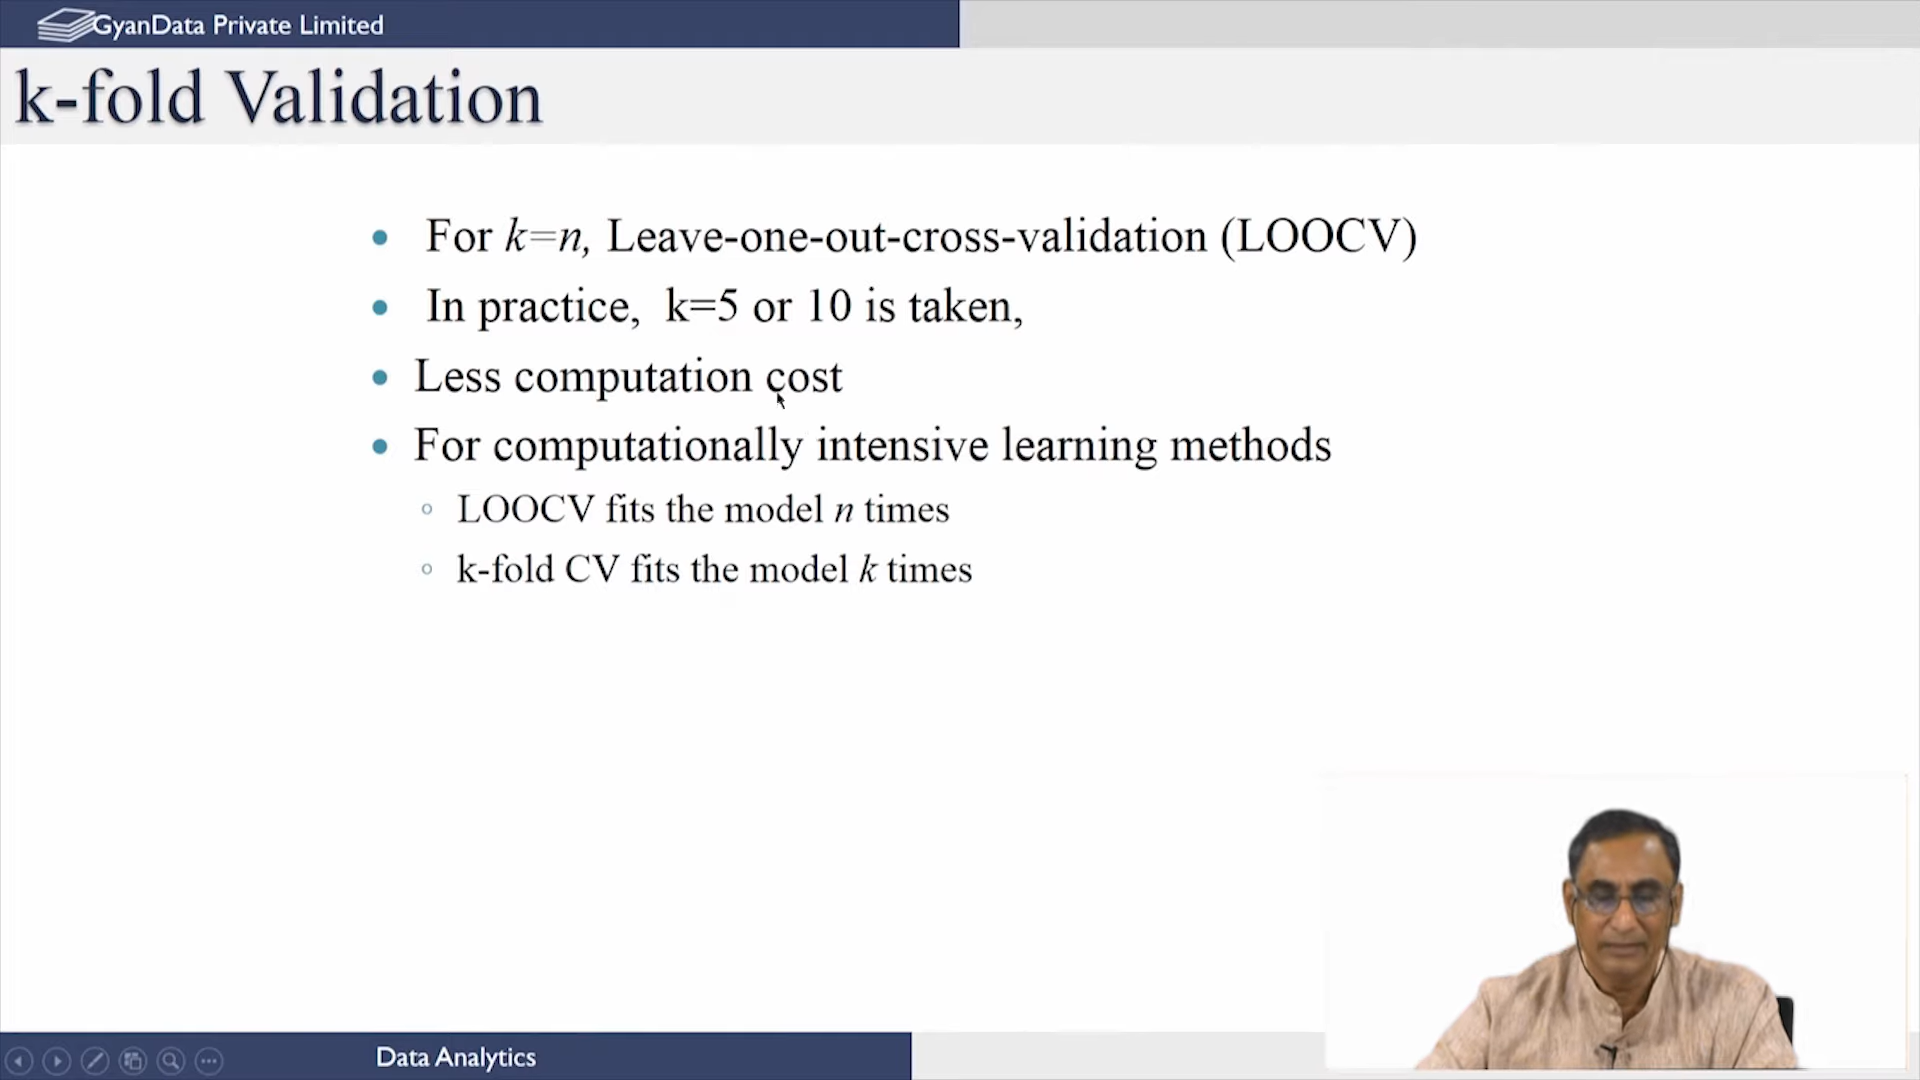 GyanData Private Limited
k-fold Validation
For k=n, Leave-one-out-cross-validation (LOOCV)
In practice, k=5 or 10 is taken,
Less computation cost
For computationally intensive learning methods
LOOCV fits the model n times
k-fold CV fits the model k times
Data Analytics